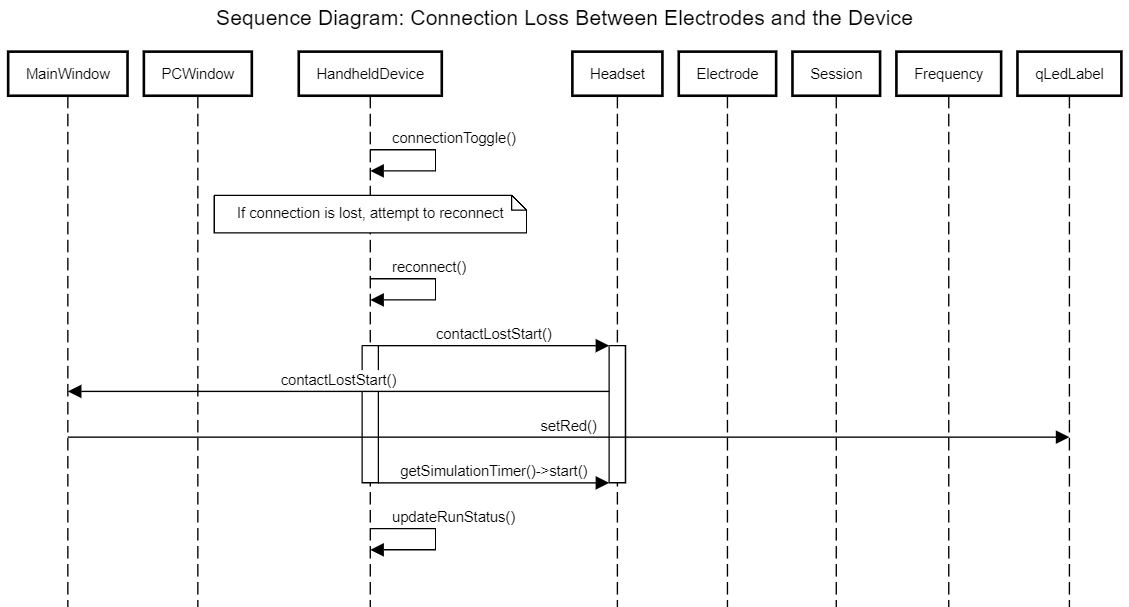 Sequence Diagram: Connection Loss Between Electrodes and the Device
MainWindow
PCWindow
HandheldDevice
Headset
Electrode
Session
Frequency
qLedLabel
connectionToggle()
If connection is lost, attempt to reconnect
reconnect()
contactLostStart()
contactLostStart()
setRed()
getSimulationTimer()->start()
updateRunStatus()